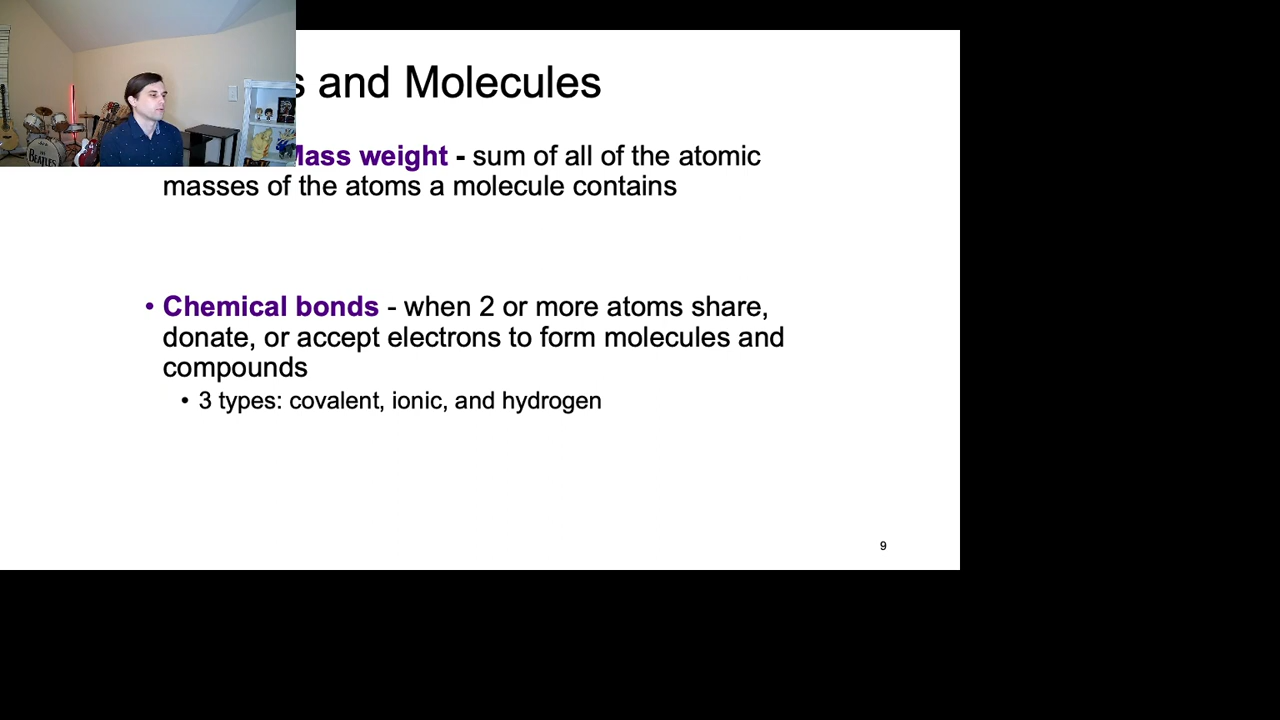 and Molecules
Mass weight - sum of all of the atomic
masses of the atoms a molecule contains
• Chemical bonds - when 2 or more atoms share,
donate, or accept electrons to form molecules and
compounds
• 3 types: covalent, ionic, and hydrogen
9
THE
BEATLES